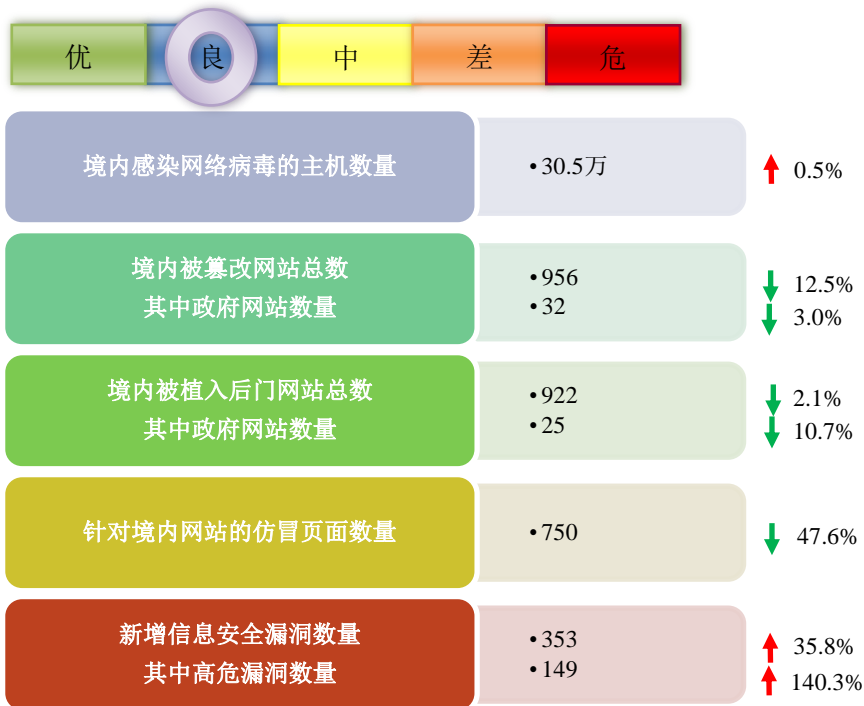 优 良 中 差 危
境内感染网络病毒的主机数量 •30.5万 0.5%
境内被篡改网站总数 •956 12.5%
其中政府网站数量 •32 3.0%
境内被植入后门网站总数 •922 2.1%
其中政府网站数量 •25 10.7%
针对境内网站的仿冒页面数量 •750 47.6%
新增信息安全漏洞数量 •353 35.8%
其中高危漏洞数量 •149 140.3%